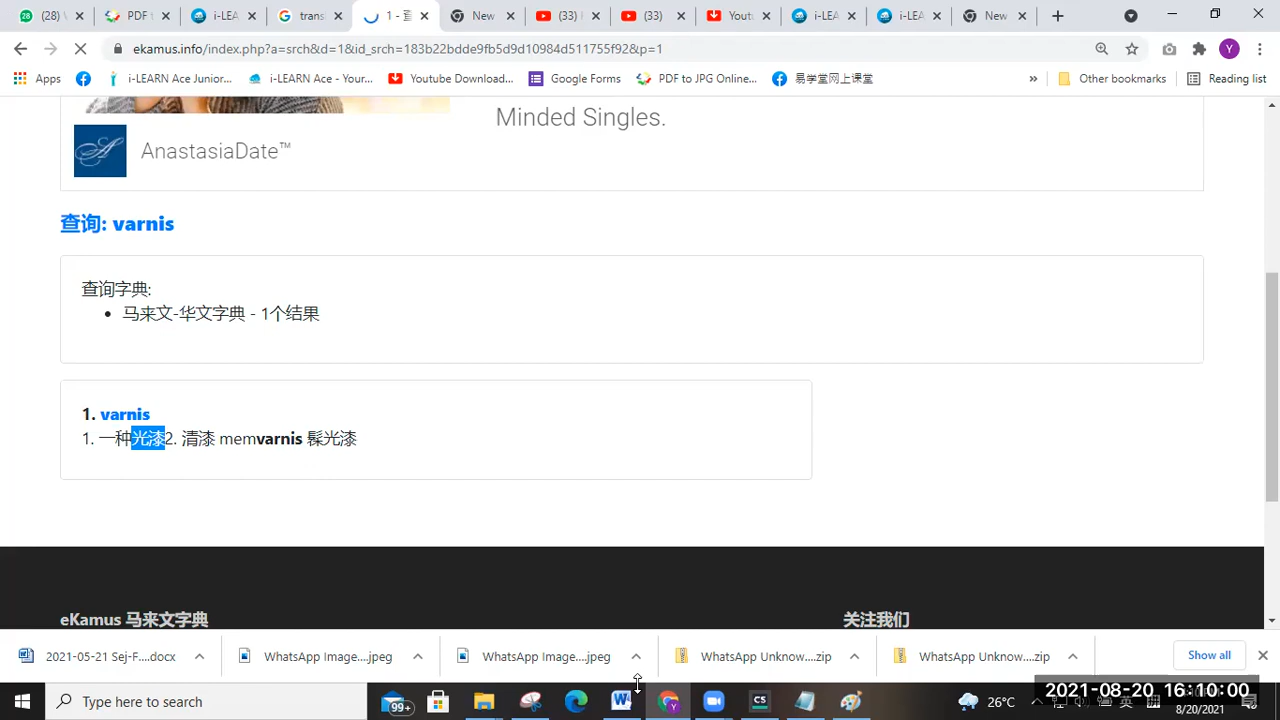 (28)
PDF
i-LEA
trans
1 - 
New
(33)
(33)
Youtu
i-LEA
i-LEA
New
ekamus.info/index.php?a=srch&d=1&id_srch=183b22bdde9fb5d9d10984d511755f92&p=1
Y
Apps
i-LEARN Ace Junior...
i-LEARN Ace - Your...
Youtube Download...
Google Forms
PDF to JPG Online...
易学堂网上课堂
»
Other bookmarks
Reading list
Minded Singles.
AnastasiaDate™
查询: varnis
查询字典:
• 马来文-华文字典 - 1个结果
1. varnis
1. 一种光漆2. 清漆 memvarnis 髹光漆
eKamus 马来文字典
关注我们
2021-05-21 Sej-F....docx
WhatsApp Image....jpeg
WhatsApp Image....jpeg
WhatsApp Unknow....zip
WhatsApp Unknow....zip
Show all
Type here to search
99+
26°C
2021-08-20 16:10:00
8/20/2021